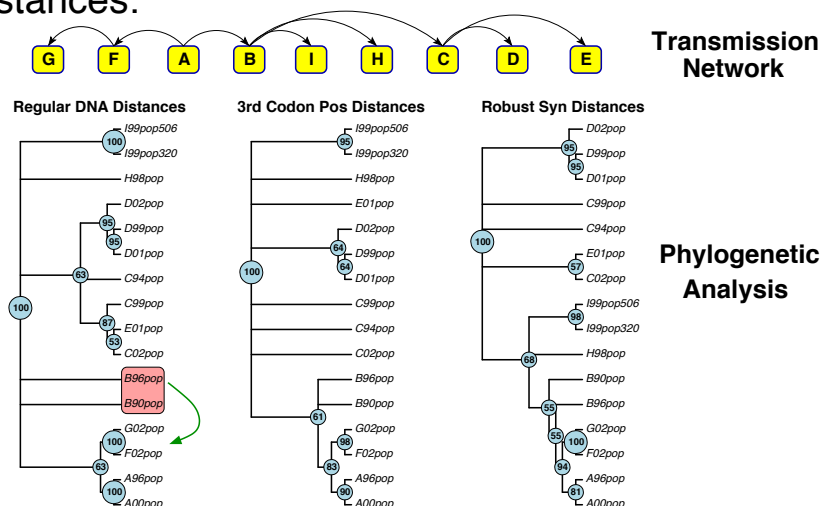 stances.
G F A B I H C D E
Transmission
Network
Regular DNA Distances
3rd Codon Pos Distances
Robust Syn Distances
I99pop506
100
I99pop320
H98pop
D02pop
95
D99pop
95
D01pop
63
C94pop
100
C99pop
87
E01pop
53
C02pop
B96pop
B90pop
G02pop
100
F02pop
63
A96pop
100
A00pop
I99pop506
95
I99pop320
H98pop
E01pop
D02pop
64
D99pop
64
D01pop
100
C99pop
C94pop
C02pop
B96pop
B90pop
61
G02pop
98
F02pop
83
A96pop
90
A00pop
D02pop
95
D99pop
95
D01pop
C99pop
C94pop
100
E01pop
57
C02pop
I99pop506
98
I99pop320
H98pop
68
B90pop
55
B96pop
55
G02pop
100
F02pop
94
A96pop
81
A00pop
Phylogenetic
Analysis